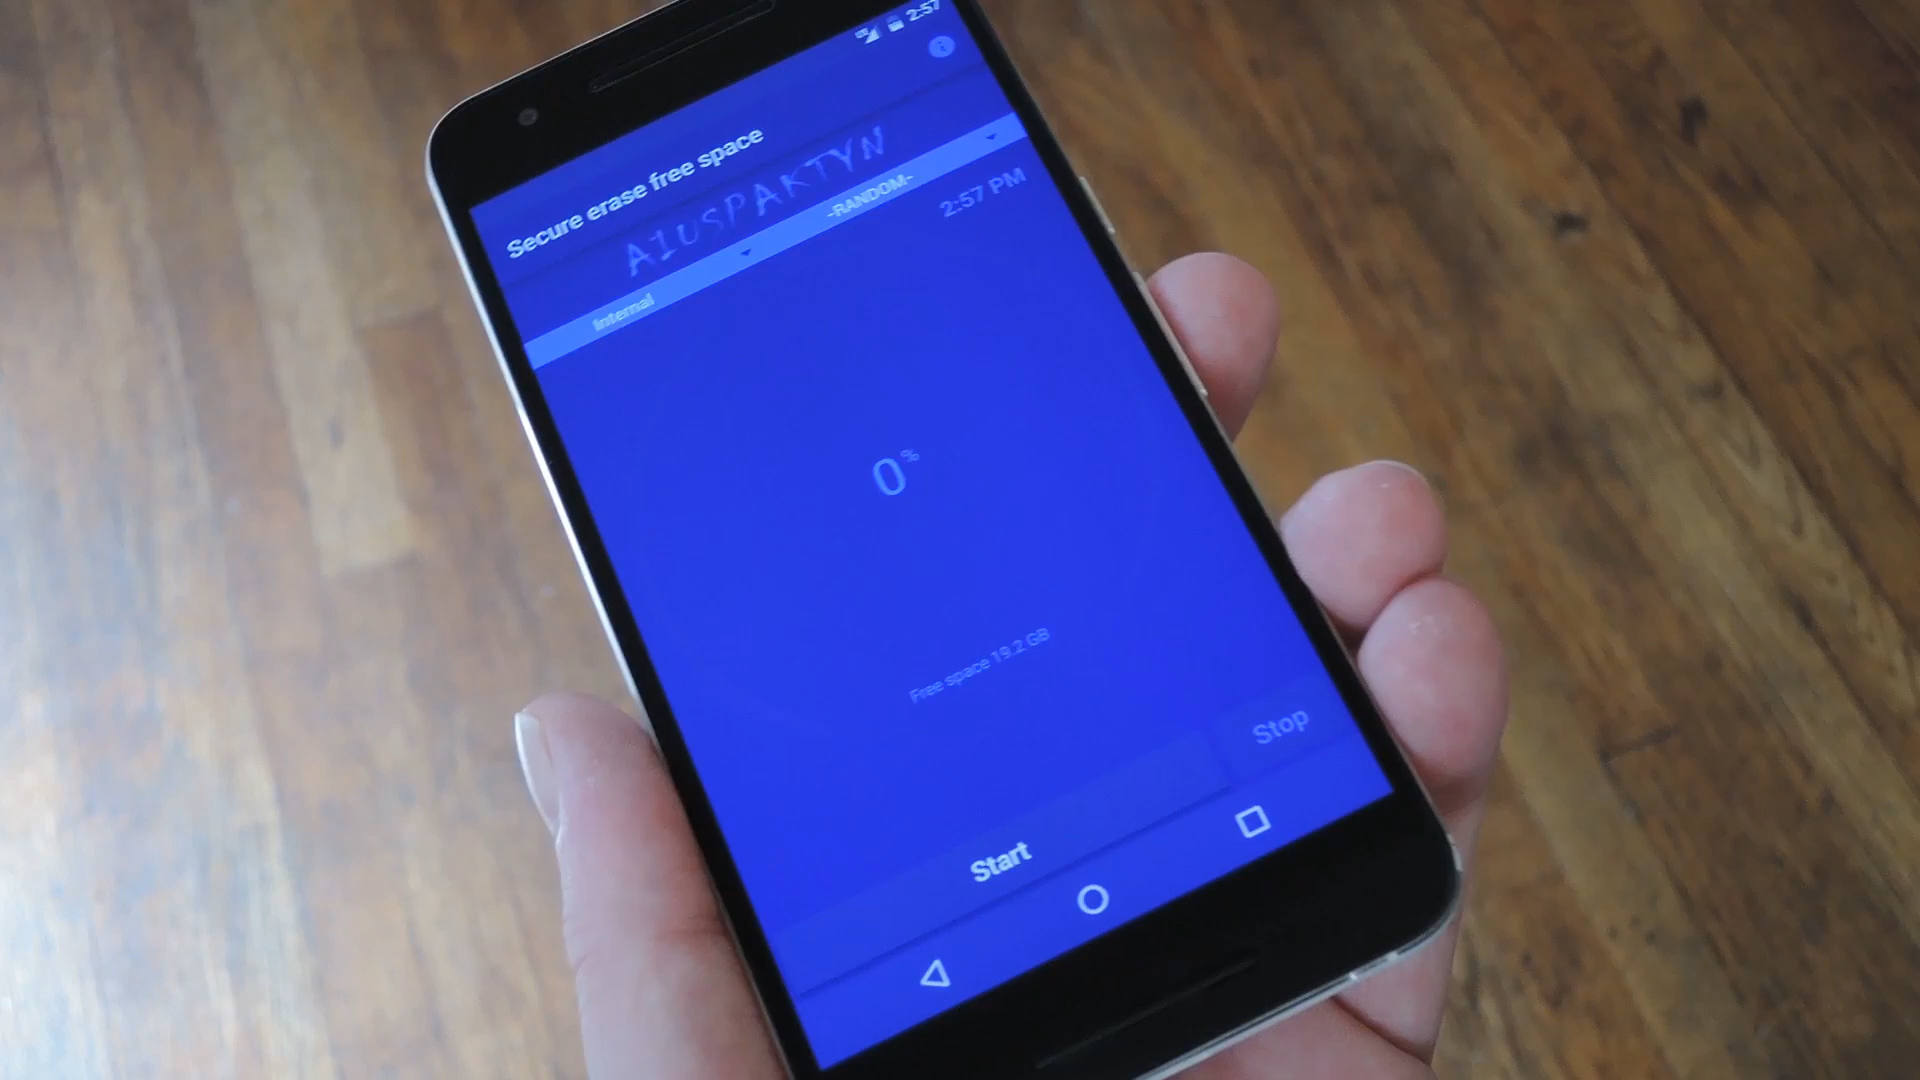 2:57
Secure erase free space
A1USPAKTYN
Internal
-RANDOM-
2:57 PM
0%
Free space 19.2 GB
Stop
Start